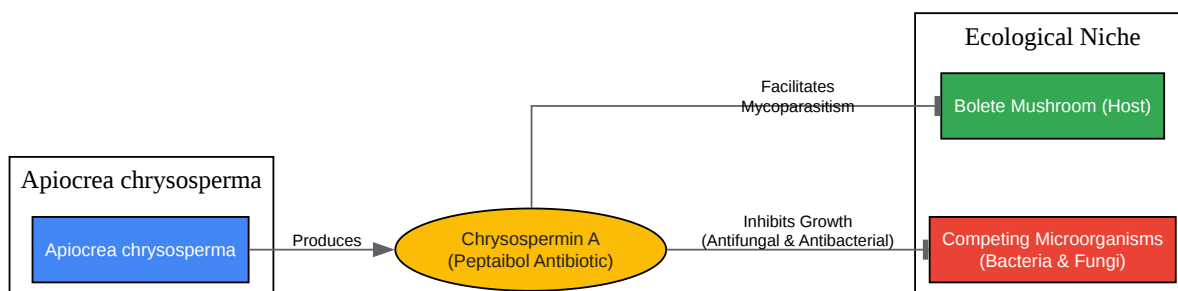 Ecological Niche
Facilitates
Mycoparasitism
Bolete Mushroom (Host)
Apiocrea chrysosperma
Apiocrea chrysosperma
Produces
Chrysospermin A
(Peptaibol Antibiotic)
Inhibits Growth
(Antifungal & Antibacterial)
Competing Microorganisms
(Bacteria & Fungi)